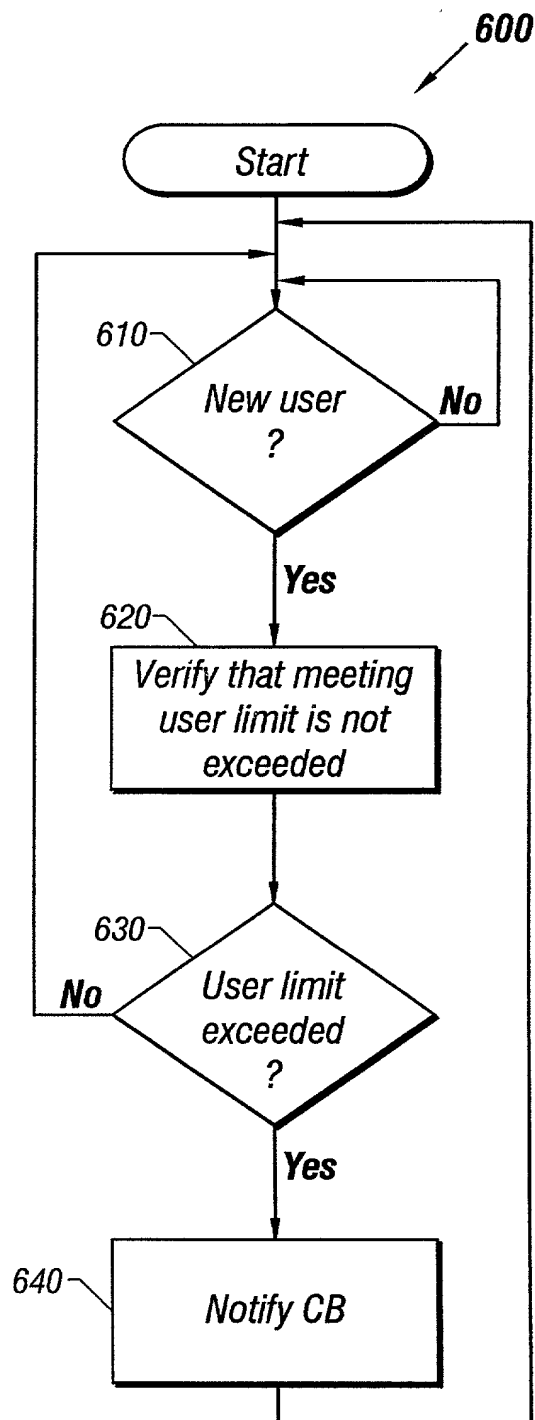 600
Start
610
New user
?
No
Yes
620
Verify that meeting
user limit is not
exceeded
630
No
User limit
exceeded
?
Yes
640
Notify CB